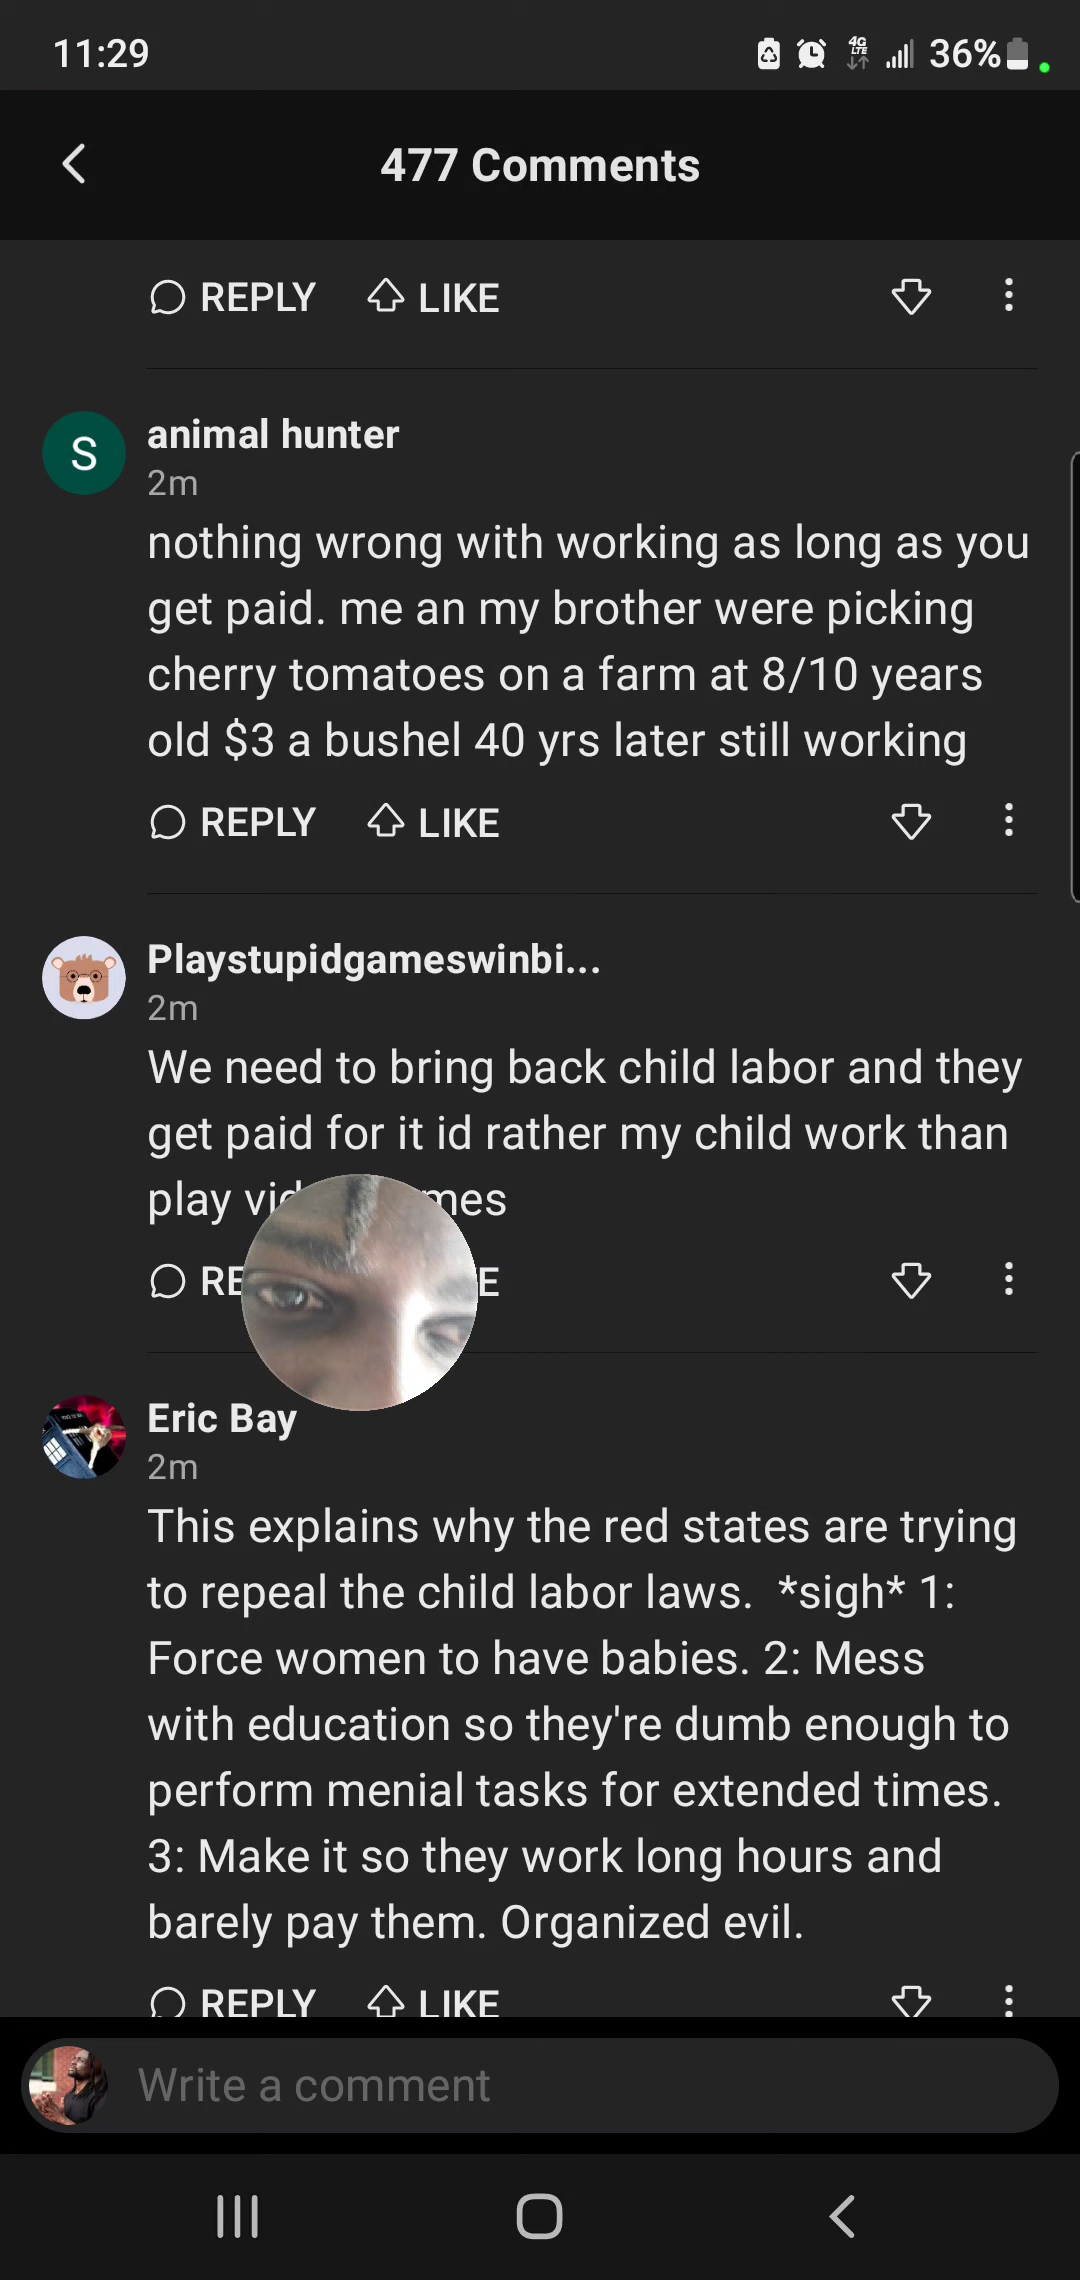 11:29
4G
LTE
36%
477 Comments
REPLY LIKE
S
animal hunter
2m
nothing wrong with working as long as you
get paid. me an my brother were picking
cherry tomatoes on a farm at 8/10 years
old $3 a bushel 40 yrs later still working
REPLY LIKE
Playstupidgameswinbi...
2m
We need to bring back child labor and they
get paid for it id rather my child work than
play
Eric Bay
2m
This explains why the red states are trying
to repeal the child labor laws.  *sigh* 1:
Force women to have babies. 2: Mess
with education so they're dumb enough to
perform menial tasks for extended times.
3: Make it so they work long hours and
barely pay them. Organized evil.
REPLY LIKE
Write a comment